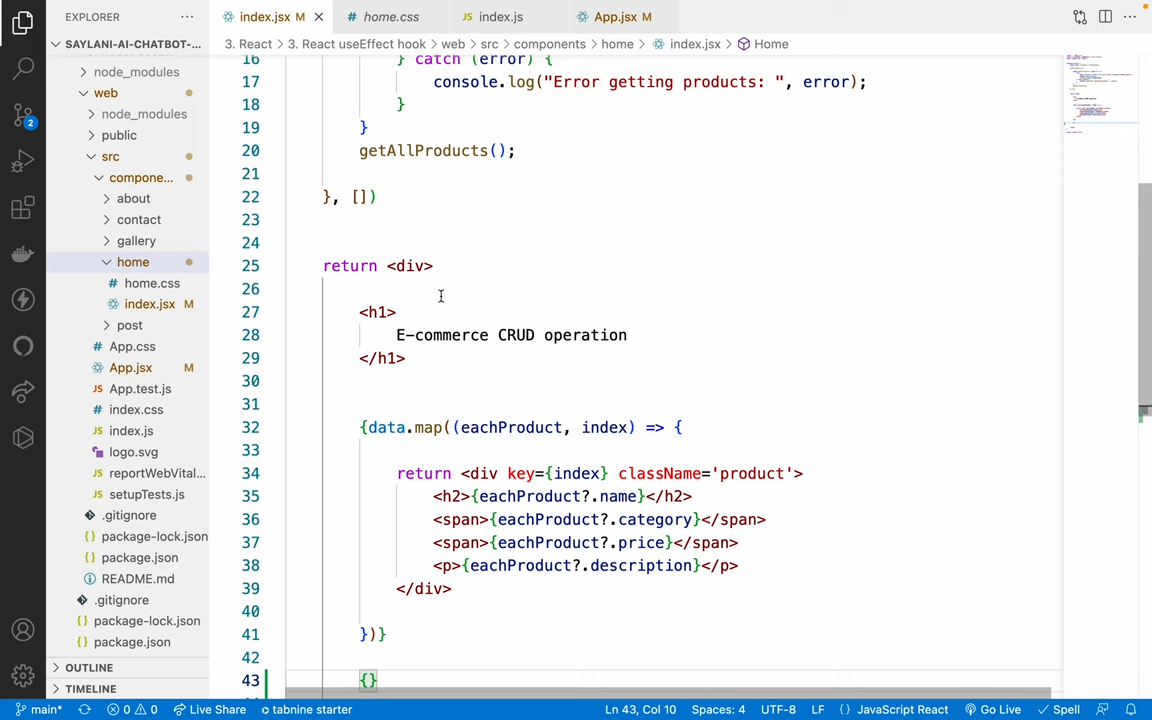 EXPLORER
index.jsx M
home.css
index.js
App.jsx M
SAYLANI-AI-CHATBOT-...
3. React > 3. React useEffect hook > web > src > components > home > index.jsx > Home
node_modules
web
node_modules
public
src
compone...
about
contact
gallery
home
home.css
index.jsx M
post
App.css
App.jsx M
App.test.js
index.css
index.js
logo.svg
reportWebVital...
setupTests.js
.gitignore
package-lock.json
package.json
README.md
.gitignore
package-lock.json
package.json
OUTLINE
TIMELINE
2
16 } catch (error) {
17 console.log("Error getting products: ", error);
18 }
19 }
20 getAllProducts();
21
22 }, [])
23
24
25 return <div>
26
27 <h1>
28 E-commerce CRUD operation
29 </h1>
30
31
32 {data.map((eachProduct, index) => {
33
34 return <div key={index} className='product'>
35 <h2>{eachProduct?.name}</h2>
36 <span>{eachProduct?.category}</span>
37 <span>{eachProduct?.price}</span>
38 <p>{eachProduct?.description}</p>
39 </div>
40
41 })}
42
43 {}
main* 0 0 Live Share tabnine starter Ln 43, Col 10 Spaces: 4 UTF-8 LF {} JavaScript React Go Live Spell